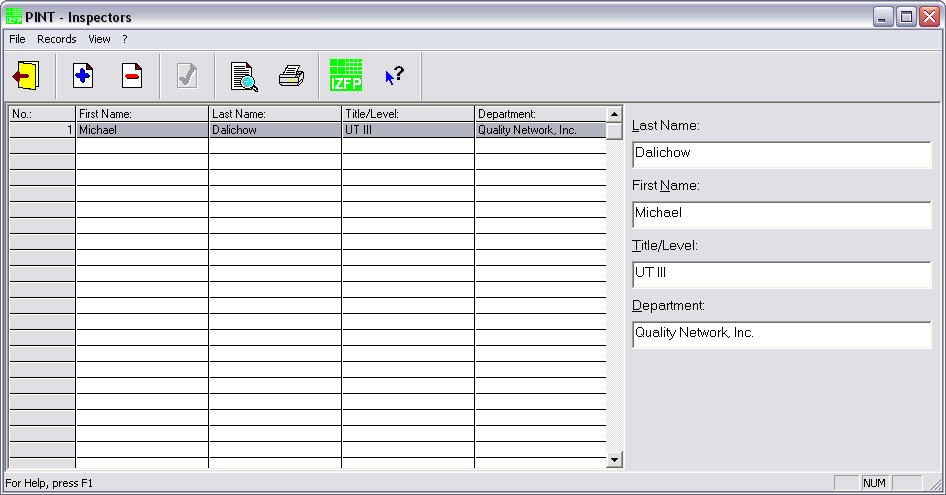 PINT - Inspectors
File Records View ?
IZFP
No.: First Name: Last Name: Title/Level: Department:
1 Michael Dalichow UT III Quality Network, Inc.
Last Name:
Dalichow
First Name:
Michael
Title/Level:
UT III
Department:
Quality Network, Inc.
For Help, press F1 NUM